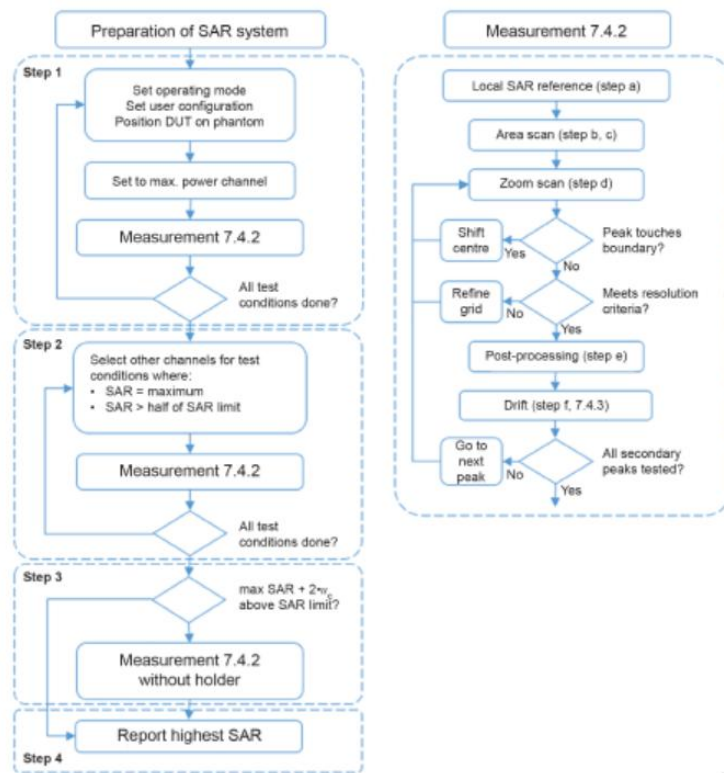 Preparation of SAR system
Step 1
Set operating mode
Set user configuration
Position DUT on phantom
Set to max. power channel
Measurement 7.4.2
All test
conditions done?
Step 2
Select other channels for test
conditions where:
• SAR = maximum
• SAR > half of SAR limit
Measurement 7.4.2
All test
conditions done?
Step 3
max SAR + 2•
above SAR limit?
Measurement 7.4.2
without holder
Report highest SAR
Step 4
Measurement 7.4.2
Local SAR reference (step a)
Area scan (step b, c)
Zoom scan (step d)
Shift
centre
Yes
Peak touches
boundary?
No
Refine
grid
No
Meets resolution
criteria?
Yes
Post-processing (step e)
Drift (step f, 7.4.3)
Go to
next
peak
No
All secondary
peaks tested?
Yes